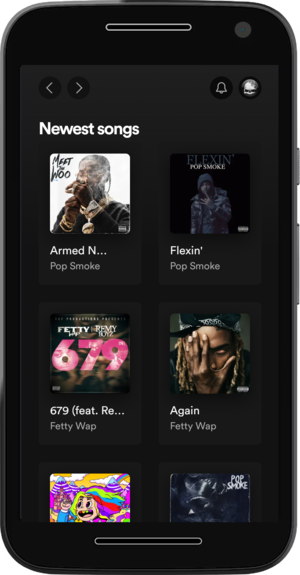 Newest songs
MEET
THE
WOO
FLEXIN'
POP SMOKE
Armed N...
Pop Smoke
Flexin'
Pop Smoke
FETTY
WAP
REMY
BOYZ
679
679 (feat. Re...
Fetty Wap
Again
Fetty Wap
POP
SMOKE